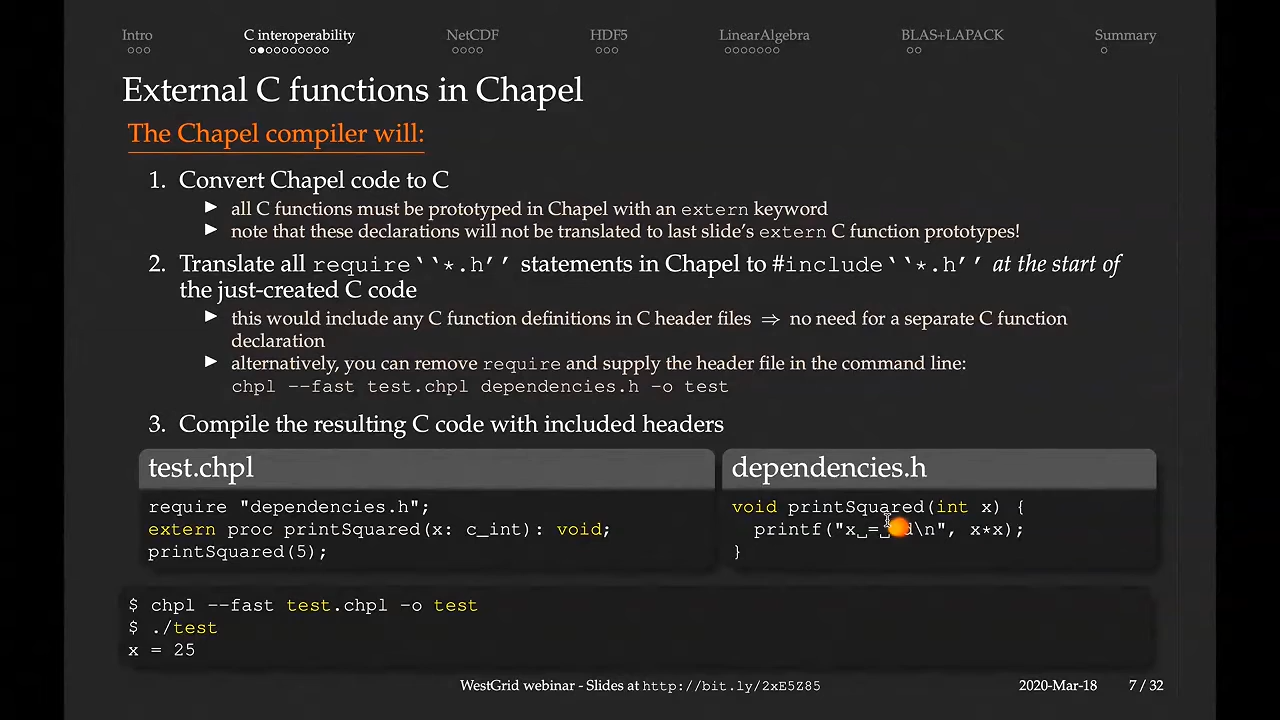 Intro C interoperability NetCDF HDF5 LinearAlgebra BLAS+LAPACK Summary
External C functions in Chapel
The Chapel compiler will:
1. Convert Chapel code to C
▶ all C functions must be prototyped in Chapel with an extern keyword
▶ note that these declarations will not be translated to last slide's extern C function prototypes!
2. Translate all require‘‘*.h’’ statements in Chapel to #include‘‘*.h’’ at the start of
the just-created C code
▶ this would include any C function definitions in C header files ⇒ no need for a separate C function
declaration
▶ alternatively, you can remove require and supply the header file in the command line:
chpl --fast test.chpl dependencies.h -o test
3. Compile the resulting C code with included headers
test.chpl
require "dependencies.h";
extern proc printSquared(x: c_int): void;
printSquared(5);
dependencies.h
void printSquared(int x) {
printf("x␣=␣d\n", x*x);
}
$ chpl --fast test.chpl -o test
$ ./test
x = 25
WestGrid webinar - Slides at http://bit.ly/2xE5Z85 2020-Mar-18 7 / 32